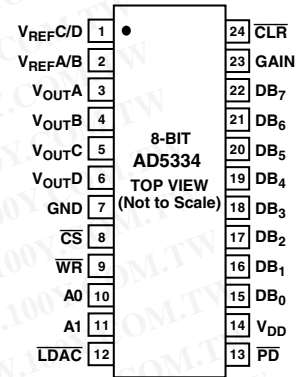 VREFC/D 1 24 CLR
VREFA/B 2 23 GAIN
VOUTA 3 22 DB7
VOUTB 4 21 DB6
VOUTC 5 8-BIT 20 DB5
VOUTD 6 AD5334 19 DB4
GND 7 TOP VIEW (Not to Scale) 18 DB3
CS 8 17 DB2
WR 9 16 DB1
A0 10 15 DB0
A1 11 14 VDD
LDAC 12 13 PD